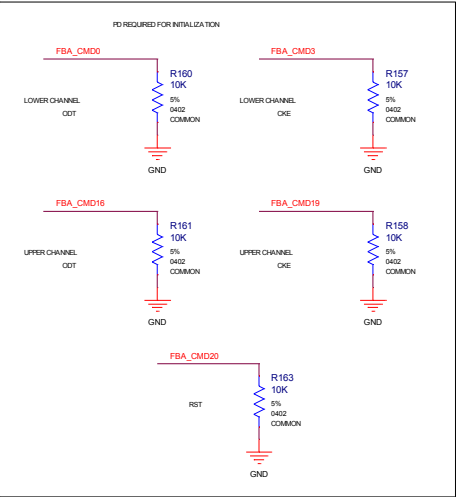 PD REQUIRED FOR INITIALIZATION
FBA_CMD0
R160
10K
LOWER CHANNEL
ODT
5%
0402
COMMON
GND
FBA_CMD3
R157
10K
LOWER CHANNEL
CKE
5%
0402
COMMON
GND
FBA_CMD16
R161
10K
UPPER CHANNEL
ODT
5%
0402
COMMON
GND
FBA_CMD19
R158
10K
UPPER CHANNEL
CKE
5%
0402
COMMON
GND
FBA_CMD20
R163
10K
RST
5%
0402
COMMON
GND